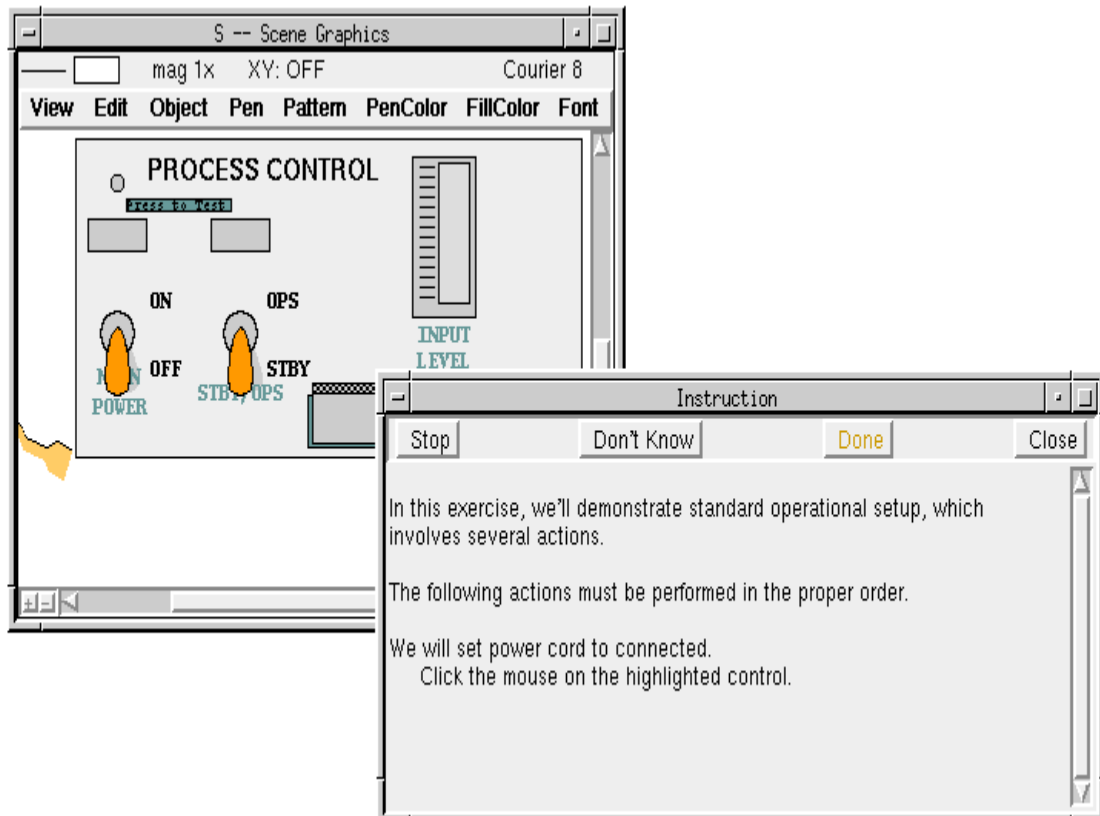 S -- Scene Graphics
mag 1x XY: OFF Courier 8
View Edit Object Pen Pattern PenColor FillColor Font
PROCESS CONTROL
Press to Test
ON OPS
OFF STBY
INPUT
LEVEL
STBY/OPS
POWER
Instruction
Stop Don't Know Done Close
In this exercise, we'll demonstrate standard operational setup, which
involves several actions.
The following actions must be performed in the proper order.
We will set power cord to connected.
Click the mouse on the highlighted control.